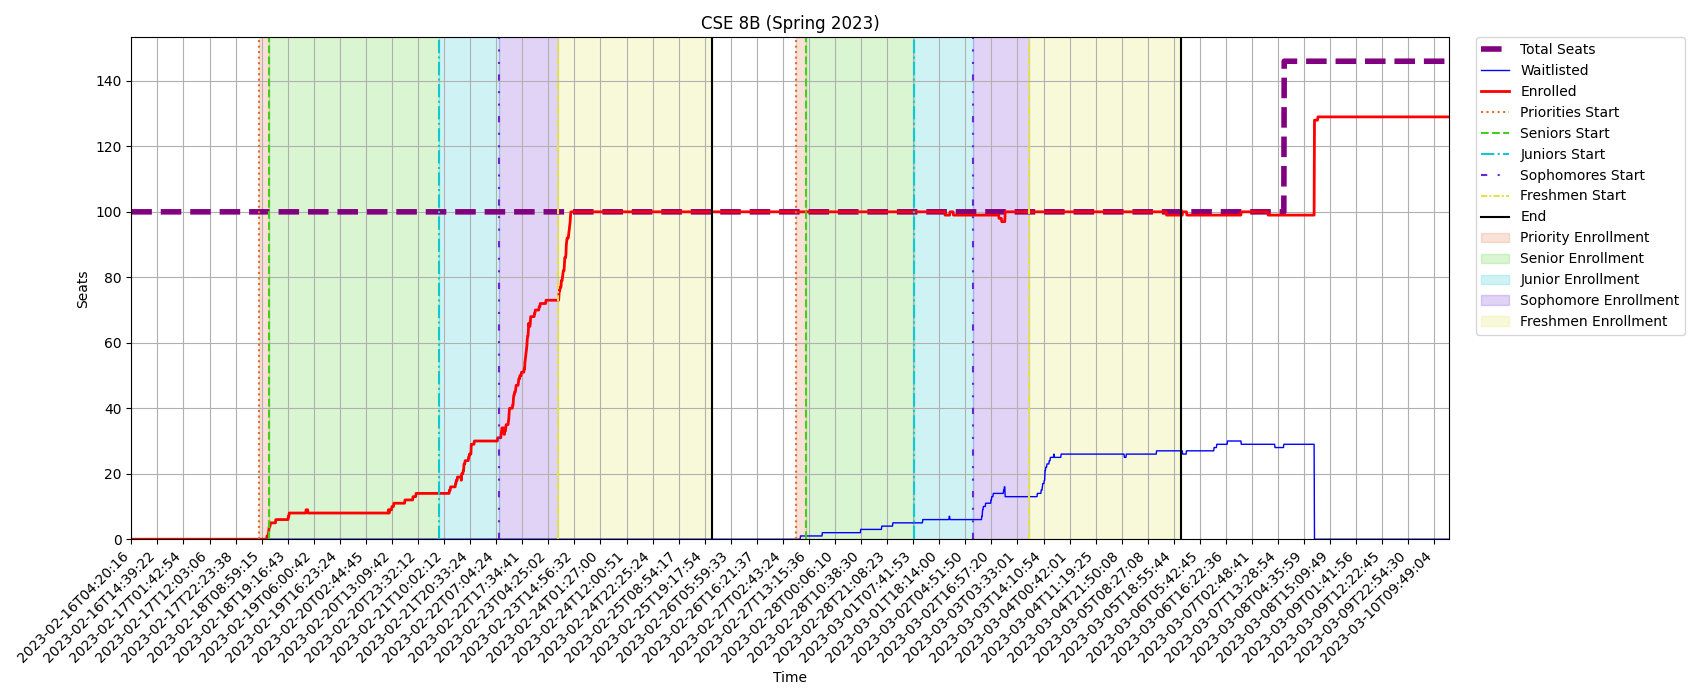 CSE 8B (Spring 2023)
Seats
140
120
100
80
60
40
20
0
2023-02-16T04:20:16
2023-02-16T14:39:22
2023-02-17T01:42:54
2023-02-17T12:03:06
2023-02-17T22:23:38
2023-02-18T08:59:15
2023-02-18T19:16:43
2023-02-19T06:00:42
2023-02-19T16:23:24
2023-02-20T02:44:45
2023-02-20T13:09:42
2023-02-20T23:32:12
2023-02-21T10:02:12
2023-02-21T20:33:24
2023-02-22T07:04:24
2023-02-22T17:34:41
2023-02-23T04:25:02
2023-02-23T14:56:32
2023-02-24T01:27:00
2023-02-24T12:00:51
2023-02-24T22:25:24
2023-02-25T08:54:17
2023-02-25T19:17:54
2023-02-26T05:59:33
2023-02-26T16:21:37
2023-02-27T02:43:24
2023-02-27T13:15:36
2023-02-28T00:06:10
2023-02-28T10:38:30
2023-02-28T21:08:23
2023-03-01T07:41:53
2023-03-01T18:14:00
2023-03-02T04:51:50
2023-03-02T16:57:20
2023-03-03T03:33:01
2023-03-03T14:10:54
2023-03-04T00:42:01
2023-03-04T11:19:25
2023-03-04T21:50:08
2023-03-05T08:27:08
2023-03-05T18:55:44
2023-03-06T05:42:45
2023-03-06T16:22:36
2023-03-07T02:48:41
2023-03-07T13:28:54
2023-03-08T04:35:59
2023-03-08T15:09:49
2023-03-09T01:41:56
2023-03-09T12:22:45
2023-03-09T22:54:30
2023-03-10T09:49:04
Time
Total Seats
Waitlisted
Enrolled
Priorities Start
Seniors Start
Juniors Start
Sophomores Start
Freshmen Start
End
Priority Enrollment
Senior Enrollment
Junior Enrollment
Sophomore Enrollment
Freshmen Enrollment